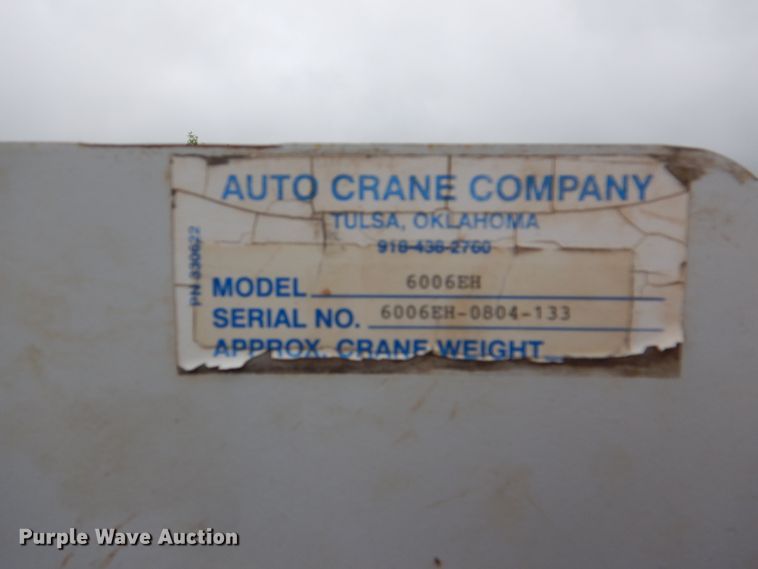 AUTO CRANE COMPANY
TULSA, OKLAHOMA
918-436-2760
PN 330622
MODEL 6006EH
SERIAL NO. 6006EH-0804-133
APPROX. CRANE WEIGHT
Purple Wave Auction